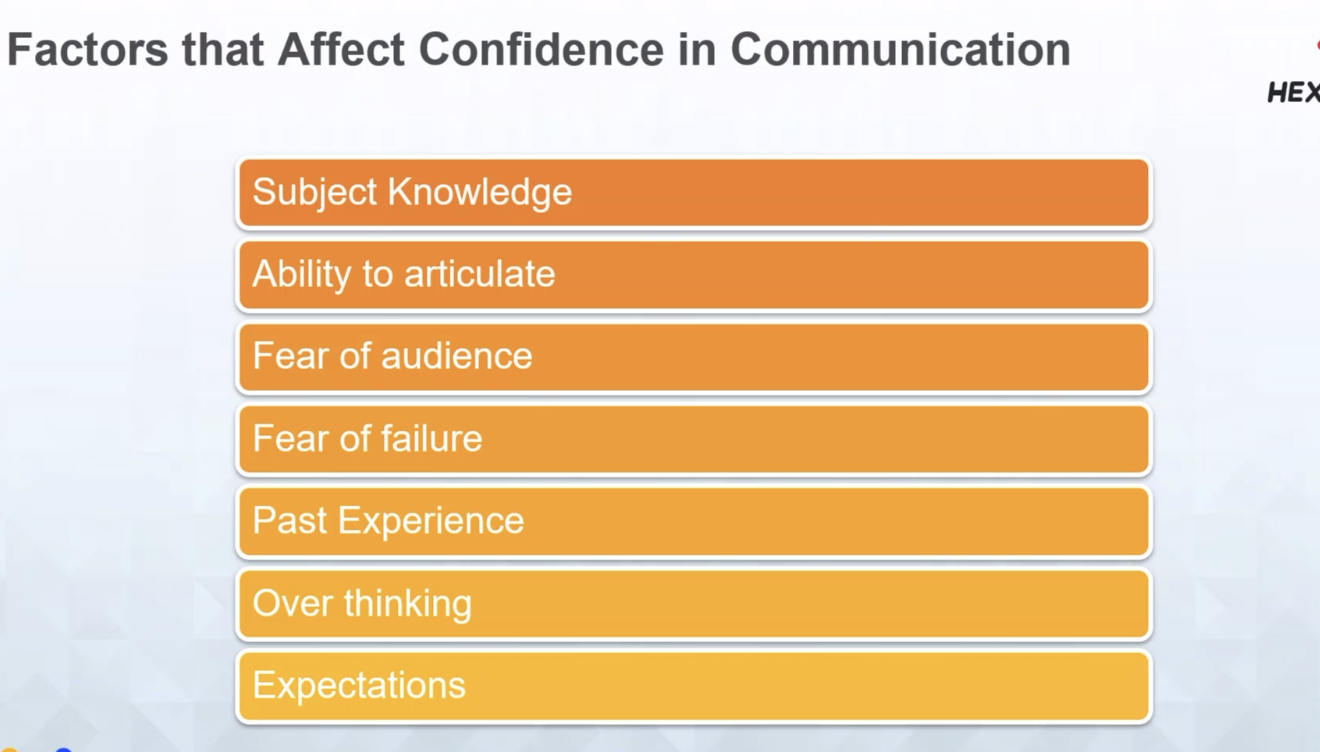 Factors that Affect Confidence in Communication
HEX
Subject Knowledge
Ability to articulate
Fear of audience
Fear of failure
Past Experience
Over thinking
Expectations